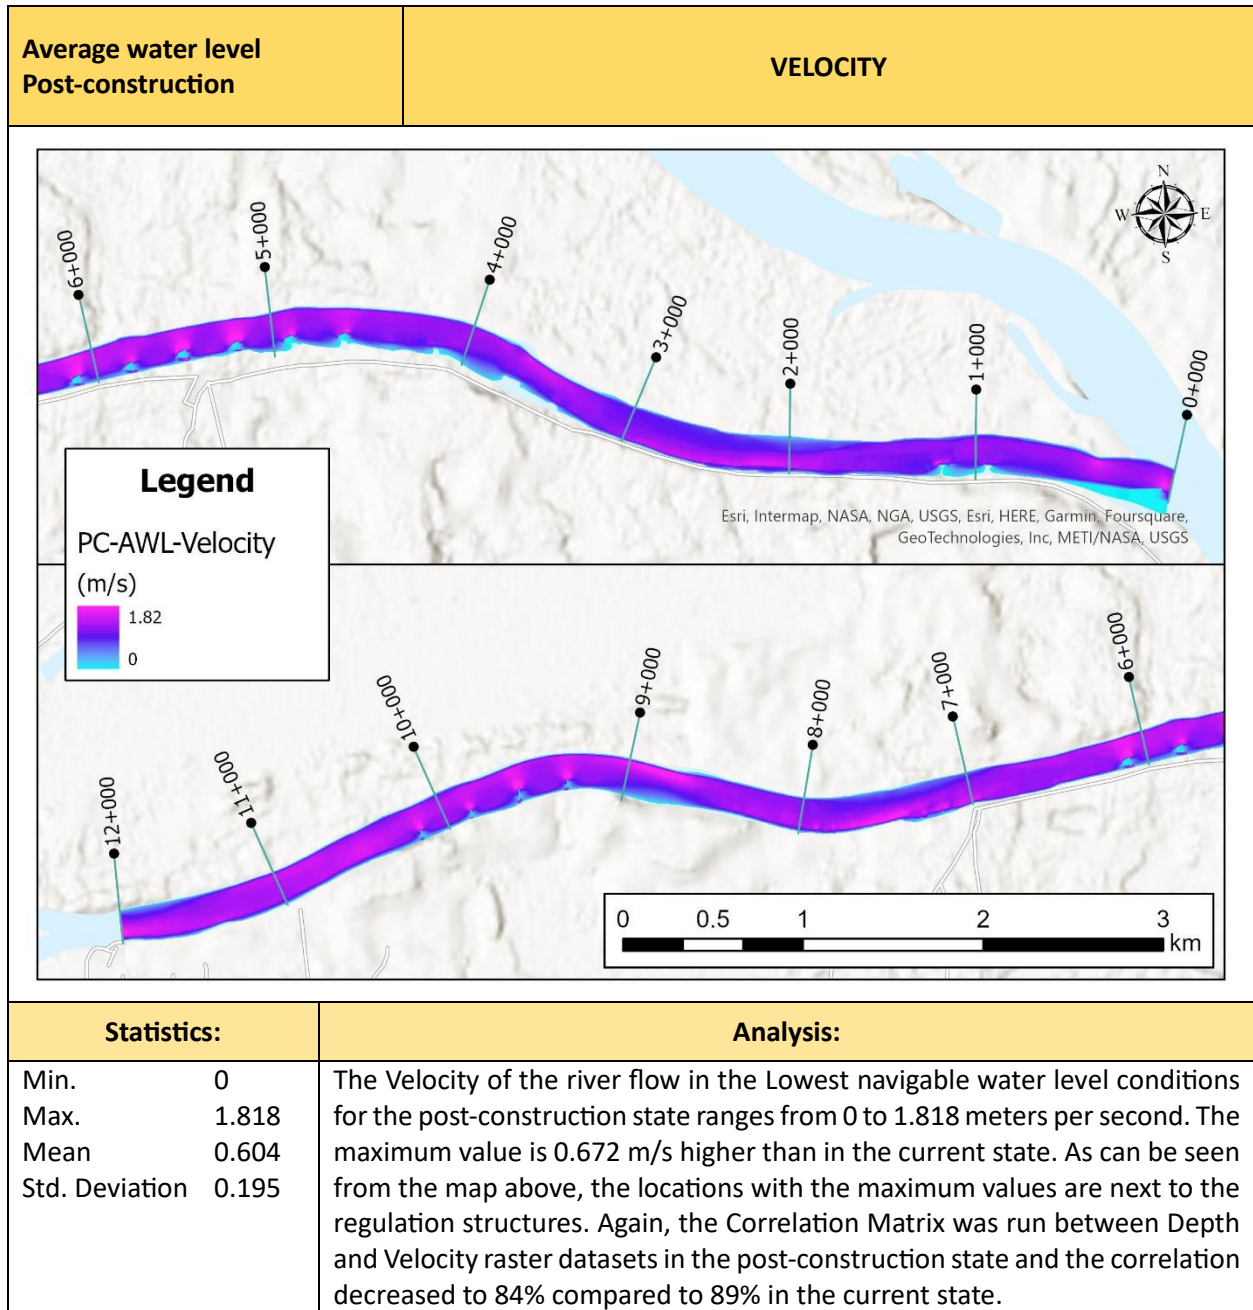 Average water level
Post-construction
VELOCITY
N
W
E
S
6+000
5+000
4+000
3+000
2+000
1+000
0+000
Esri, Intermap, NASA, NGA, USGS, Esri, HERE, Garmin, Foursquare,
GeoTechnologies, Inc, METI/NASA, USGS
Legend
PC-AWL-Velocity
(m/s)
1.82
0
12+000
11+000
10+000
9+000
8+000
7+000
6+000
0 0.5 1 2 3
km
Statistics:
Min. 0
Max. 1.818
Mean 0.604
Std. Deviation 0.195
Analysis:
The Velocity of the river flow in the Lowest navigable water level conditions
for the post-construction state ranges from 0 to 1.818 meters per second. The
maximum value is 0.672 m/s higher than in the current state. As can be seen
from the map above, the locations with the maximum values are next to the
regulation structures. Again, the Correlation Matrix was run between Depth
and Velocity raster datasets in the post-construction state and the correlation
decreased to 84% compared to 89% in the current state.